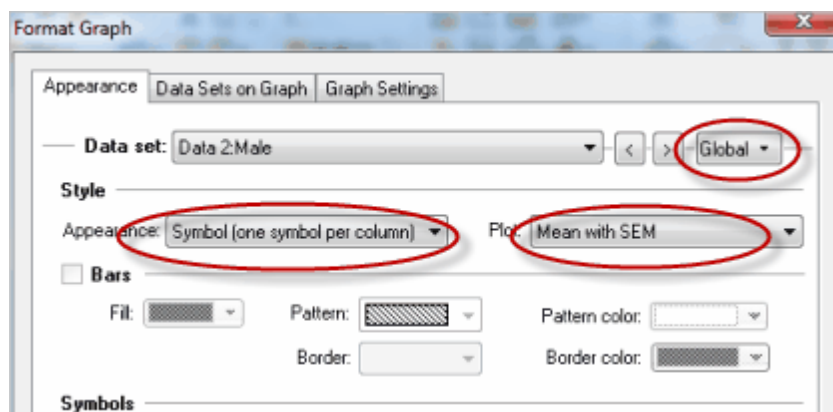 Format Graph
Appearance Data Sets on Graph Graph Settings
Data set: Data 2:Male < > Global
Style
Appearance: Symbol (one symbol per column) Plot: Mean with SEM
Bars
Fill: Pattern: Pattern color:
Border: Border color:
Symbols